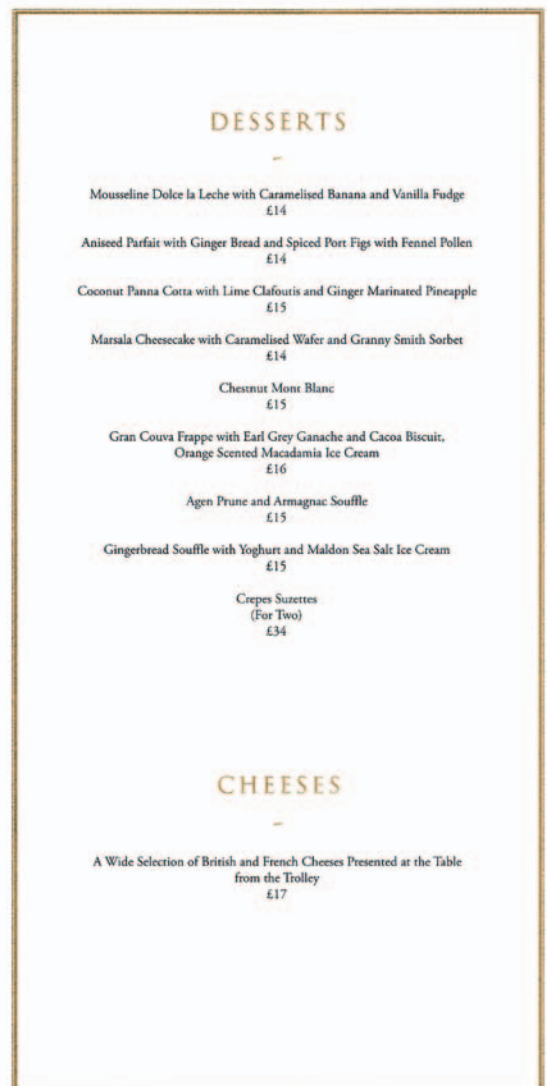 DESSERTS
Mousseline Dolce la Leche with Caramelised Banana and Vanilla Fudge
£14
Aniseed Parfait with Ginger Bread and Spiced Port Figs with Fennel Pollen
£14
Coconut Panna Cotta with Lime Clafoutis and Ginger Marinated Pineapple
£15
Marsala Cheesecake with Caramelised Wafer and Granny Smith Sorbet
£14
Chestnut Mont Blanc
£15
Gran Couva Frappe with Earl Grey Ganache and Cacoa Biscuit,
Orange Scented Macadamia Ice Cream
£16
Agen Prune and Armagnac Souffle
£15
Gingerbread Souffle with Yoghurt and Maldon Sea Salt Ice Cream
£15
Crepes Suzettes
(For Two)
£34
CHEESES
A Wide Selection of British and French Cheeses Presented at the Table
from the Trolley
£17